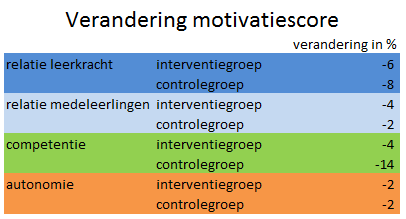 Verandering motivatiescore
verandering in %
relatie leerkracht interventiegroep -6
controlegroep -8
relatie medeleerlingen interventiegroep -4
controlegroep -2
competentie interventiegroep -4
controlegroep -14
autonomie interventiegroep -2
controlegroep -2